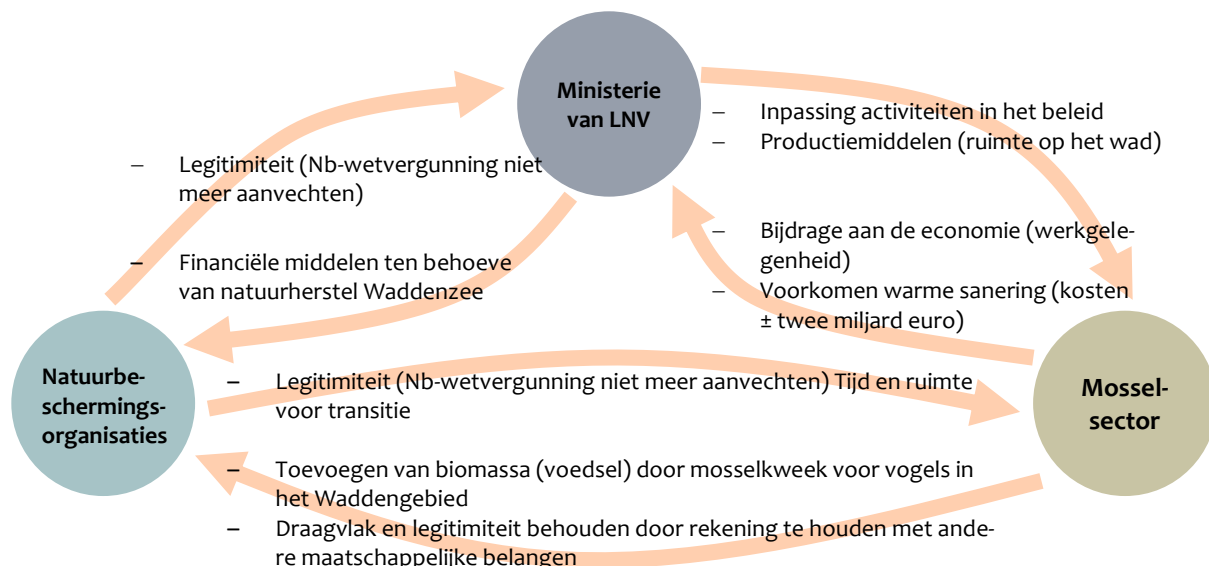 Ministerie
van LNV
– Inpassing activiteiten in het beleid
– Productiemiddelen (ruimte op het wad)
– Legitimiteit (Nb-wetvergunning niet
meer aanvechten)
– Bijdrage aan de economie (werkgele-
genheid)
– Voorkomen warme sanering (kosten
± twee miljard euro)
– Financiële middelen ten behoeve
van natuurherstel Waddenzee
Natuurbe-
schermings-
organisaties
– Legitimiteit (Nb-wetvergunning niet meer aanvechten) Tijd en ruimte
voor transitie
Mossel-
sector
– Toevoegen van biomassa (voedsel) door mosselkweek voor vogels in
het Waddengebied
– Draagvlak en legitimiteit behouden door rekening te houden met ande-
re maatschappelijke belangen